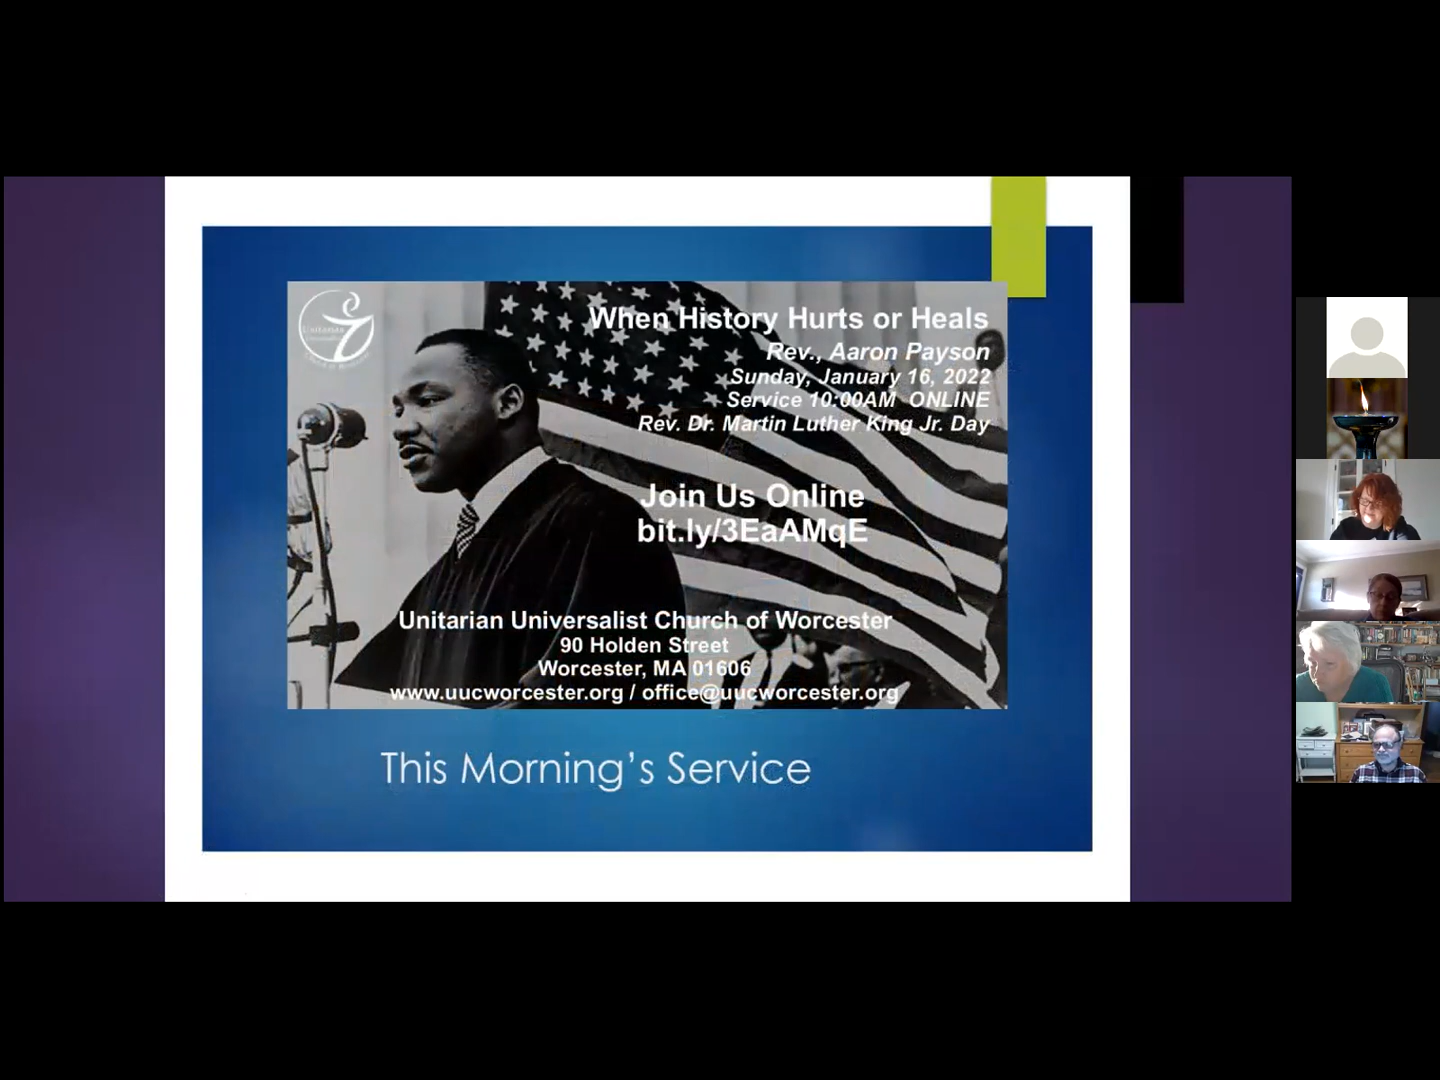 When History Hurts or Heals
Rev., Aaron Payson
Sunday, January 16, 2022
Service 10:00AM ONLINE
Rev. Dr. Martin Luther King Jr. Day
Join Us Online
bit.ly/3EaAMqE
Unitarian Universalist Church of Worcester
90 Holden Street
Worcester, MA 01606
www.uucworcester.org / office@uucworcester.org
This Morning's Service